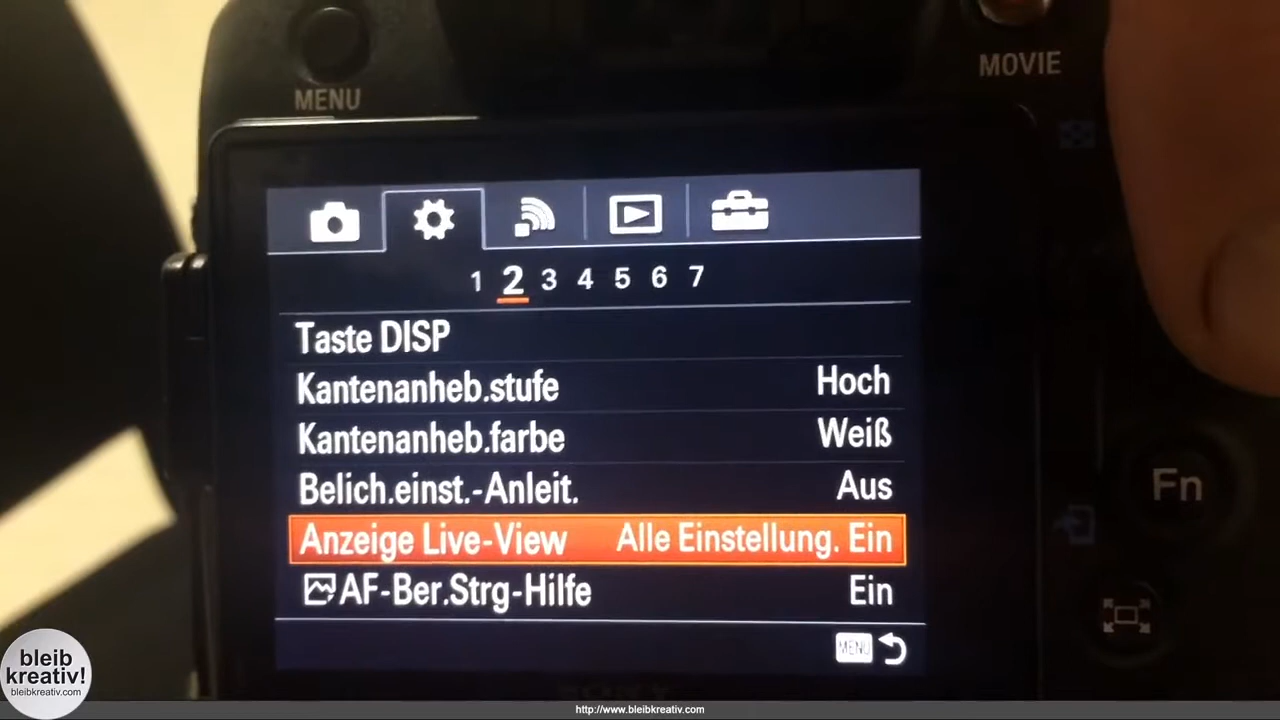 MENU
MOVIE
1 2 3 4 5 6 7
Taste DISP
Kantenanheb.stufe Hoch
Kantenanheb.farbe Weiß
Belich.einst.-Anleit. Aus
Anzeige Live-View Alle Einstellung. Ein
AF-Ber.Strg-Hilfe Ein
MENU
Fn
SONY
bleib
kreativ!
bleibkreativ.com
http://www.bleibkreativ.com